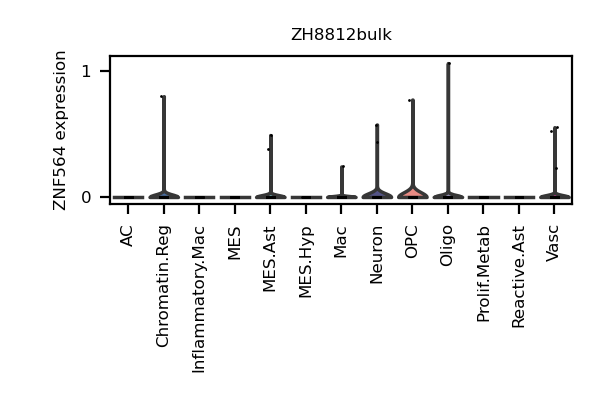 ZH8812bulk
ZNF564 expression
1
0
AC
Chromatin.Reg
Inflammatory.Mac
MES
MES.Ast
MES.Hyp
Mac
Neuron
OPC
Oligo
Prolif.Metab
Reactive.Ast
Vasc